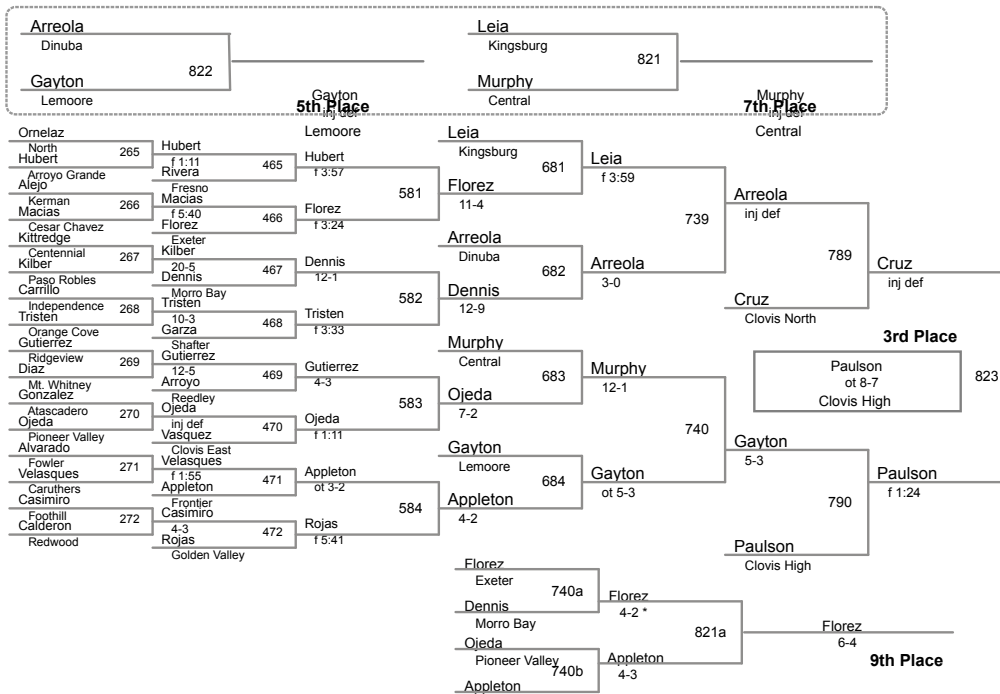 Arreola
Dinuba
822
Gayton
Lemoore
Gayton
inj def
Lemoore
5th Place
Leia
Kingsburg
821
Murphy
Central
Murphy
inj def
Central
7th Place
Ornelaz
North
265
Hubert
Arroyo Grande
Alejo
Kerman
266
Macias
Cesar Chavez
Kittredge
Centennial
267
Kilber
Paso Robles
Carrillo
Independence
268
Tristen
Orange Cove
Gutierrez
Ridgeview
269
Diaz
Mt. Whitney
Gonzalez
Atascadero
270
Ojeda
Pioneer Valley
Alvarado
Fowler
271
Velasques
Caruthers
Casimiro
Foothill
272
Calderon
Redwood
Hubert
f 1:11
465
Rivera
Fresno
Macias
f 5:40
466
Florez
Exeter
Kilber
20-5
467
Dennis
Morro Bay
Tristen
10-3
468
Garza
Shafter
Gutierrez
12-5
469
Arroyo
Reedley
Ojeda
inj def
470
Vasquez
Clovis East
Velasques
f 1:55
471
Appleton
Frontier
Casimiro
4-3
472
Rojas
Golden Valley
Hubert
f 3:57
581
Florez
f 3:24
Dennis
12-1
582
Tristen
f 3:33
Gutierrez
4-3
583
Ojeda
f 1:11
Appleton
ot 3-2
584
Rojas
f 5:41
Leia
Kingsburg
681
Florez
11-4
Arreola
Dinuba
682
Dennis
12-9
Murphy
Central
683
Ojeda
7-2
Gayton
Lemoore
684
Appleton
4-2
Leia
f 3:59
739
Arreola
3-0
Murphy
12-1
740
Gayton
ot 5-3
Arreola
inj def
789
Cruz
Clovis North
Gayton
5-3
790
Paulson
Clovis High
Cruz
inj def
3rd Place
Paulson
ot 8-7
Clovis High
823
Paulson
f 1:24
Florez
Exeter
740a
Dennis
Morro Bay
Ojeda
Pioneer Valley
740b
Appleton
Florez
4-2 *
821a
Appleton
4-3
Florez
6-4
9th Place